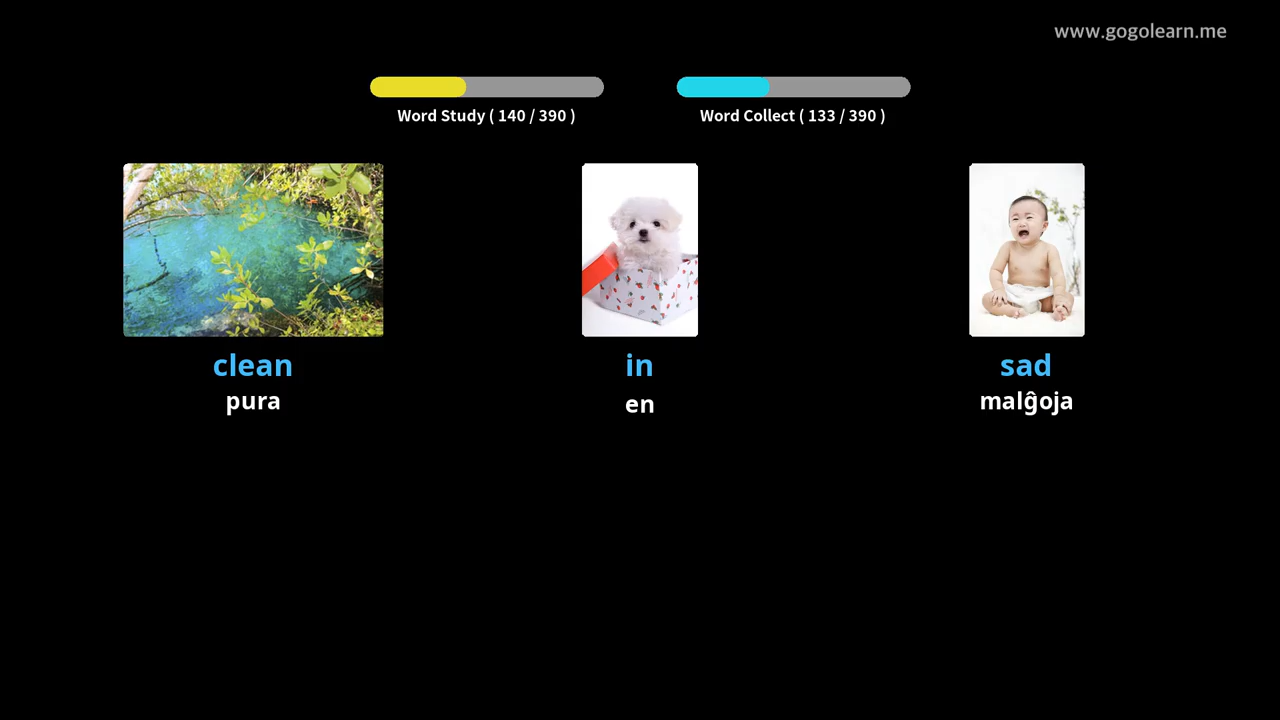 www.gogolearn.me
Word Study ( 140 / 390 )
Word Collect ( 133 / 390 )
clean
pura
in
en
sad
malĝoja